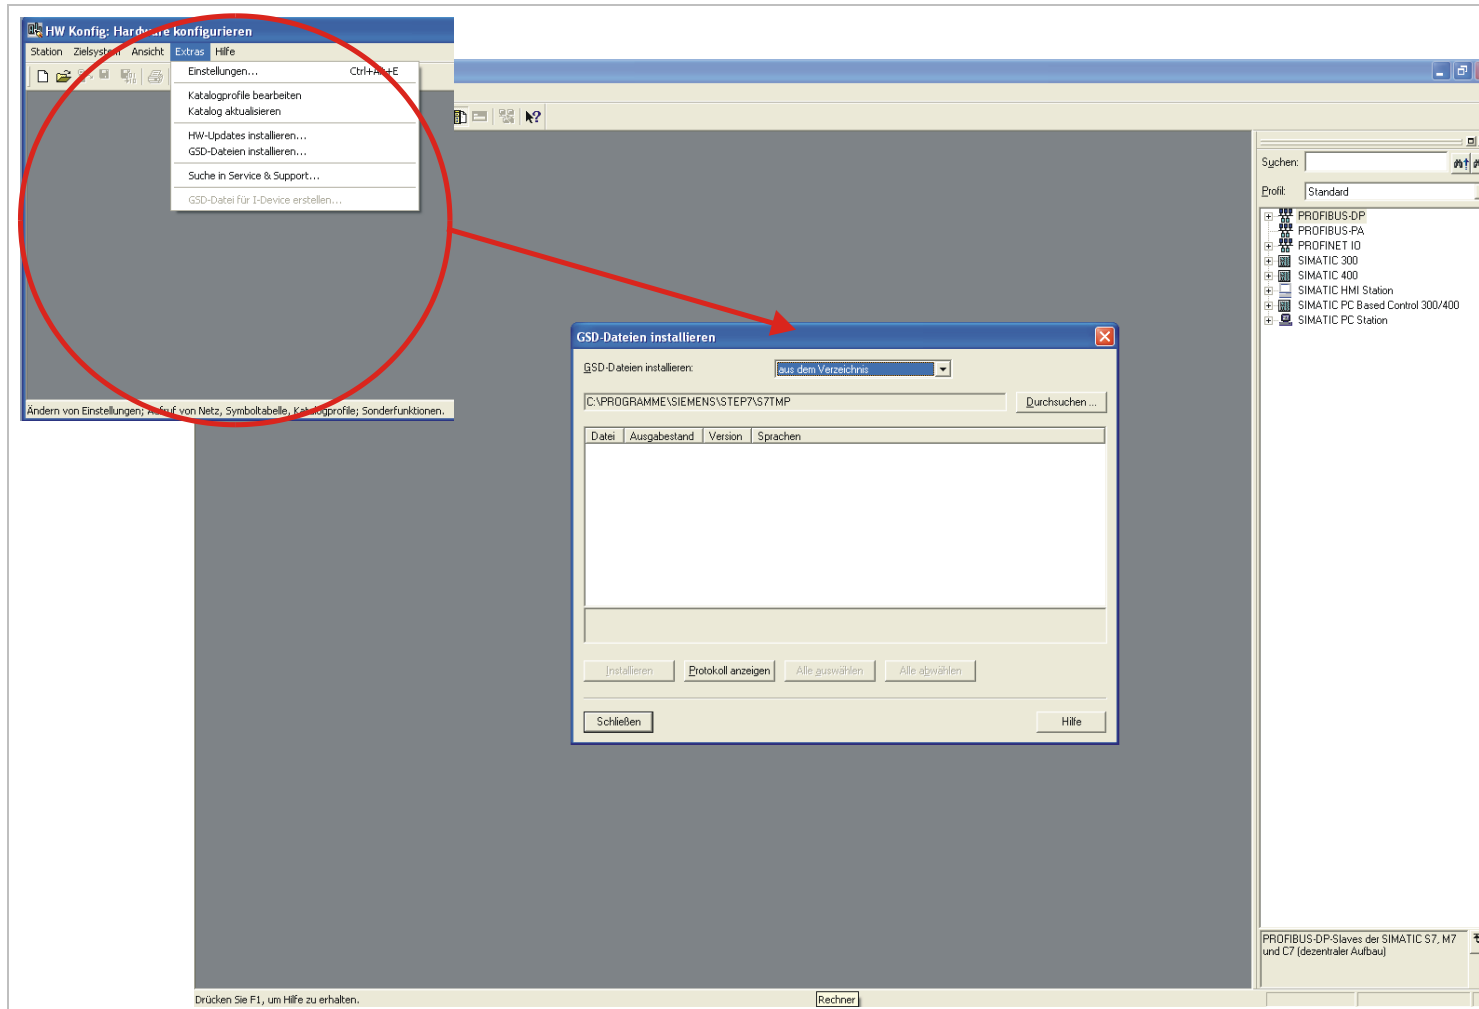 HW Konfig: Hardware konfigurieren
Station Zielsystem Ansicht Extras Hilfe
Einstellungen... Ctrl+Alt+E
Katalogprofile bearbeiten
Katalog aktualisieren
HW-Updates installieren...
GSD-Dateien installieren...
Suche in Service & Support...
GSD-Datei für I-Device erstellen...
Ändern von Einstellungen; Aufruf von Netz, Symboltabelle, Katalogprofile; Sonderfunktionen.
Suchen:
Profil: Standard
PROFIBUS-DP
PROFIBUS-PA
PROFINET IO
SIMATIC 300
SIMATIC 400
SIMATIC HMI Station
SIMATIC PC Based Control 300/400
SIMATIC PC Station
GSD-Dateien installieren
GSD-Dateien installieren: aus dem Verzeichnis
C:\PROGRAMME\SIEMENS\STEP7\S7TMP Durchsuchen ...
Datei Ausgabestand Version Sprachen
Installieren Protokoll anzeigen Alle auswählen Alle abwählen
Schließen Hilfe
PROFIBUS-DP-Slaves der SIMATIC S7, M7
und C7 (dezentraler Aufbau)
Drücken Sie F1, um Hilfe zu erhalten. Rechner